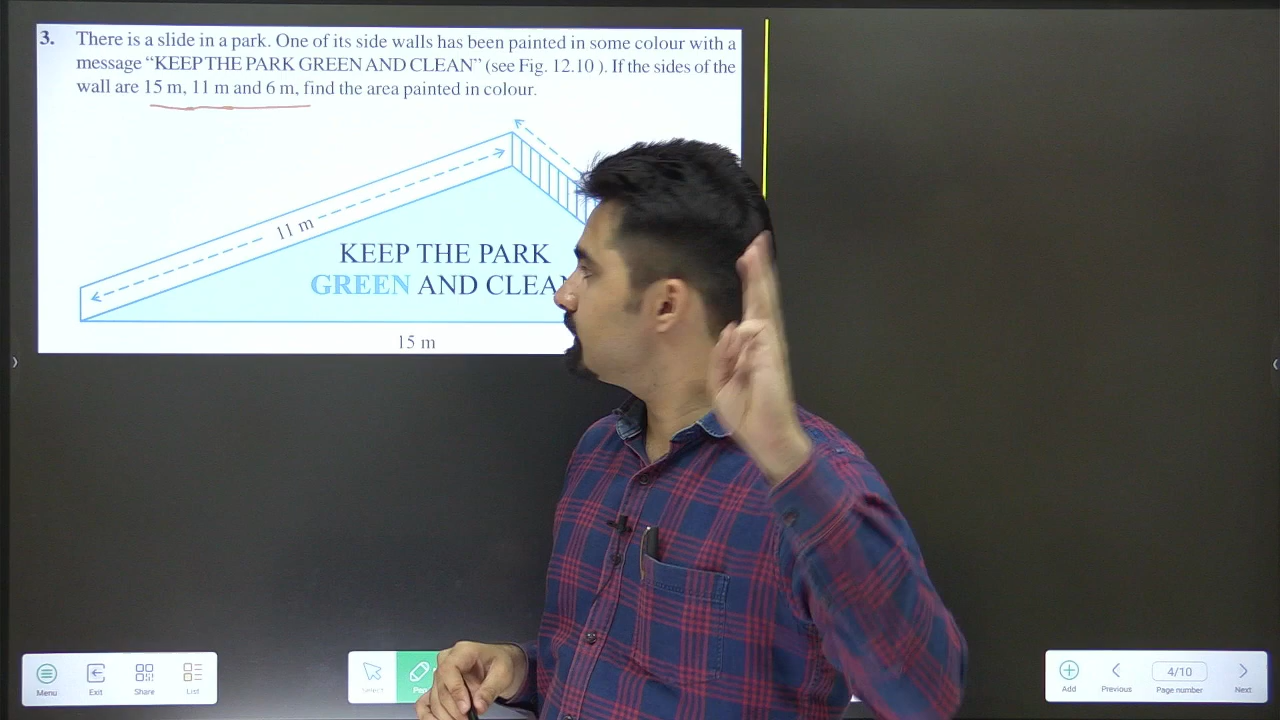 3. There is a slide in a park. One of its side walls has been painted in some colour with a
message “KEEP THE PARK GREEN AND CLEAN” (see Fig. 12.10 ). If the sides of the
wall are 15 m, 11 m and 6 m, find the area painted in colour.
11 m
KEEP THE PARK
GREEN AND CLEAN
15 m
Menu Exit Share List Select Pen Add Previous 4/10 Page number Next